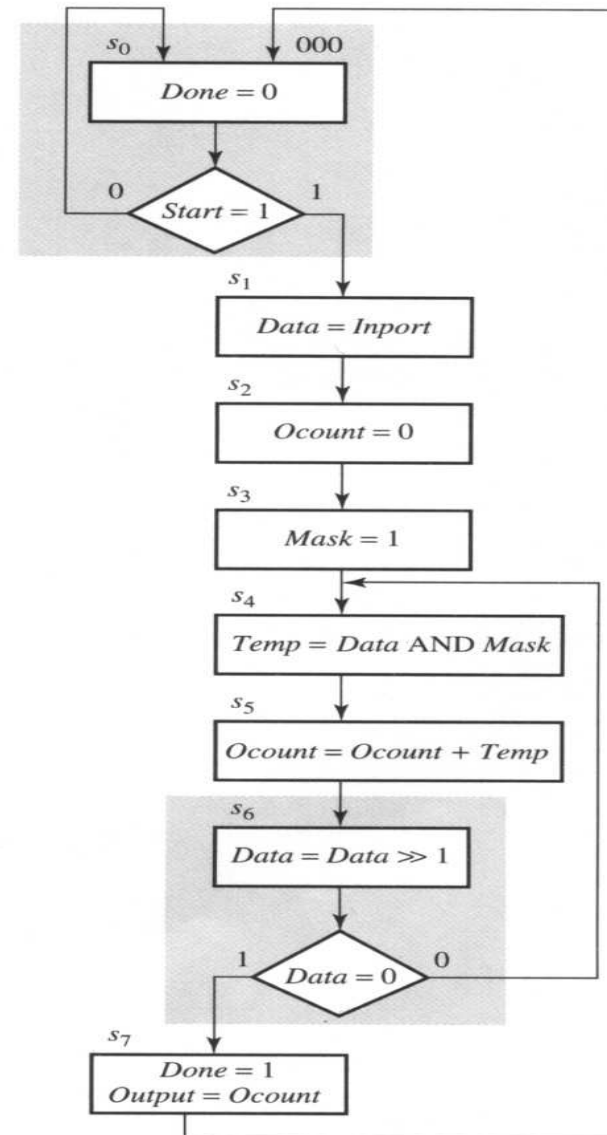 s0 000
Done = 0
0 1
Start = 1
s1
Data = Inport
s2
Ocount = 0
s3
Mask = 1
s4
Temp = Data AND Mask
s5
Ocount = Ocount + Temp
s6
Data = Data ≫ 1
1 0
Data = 0
s7
Done = 1
Output = Ocount